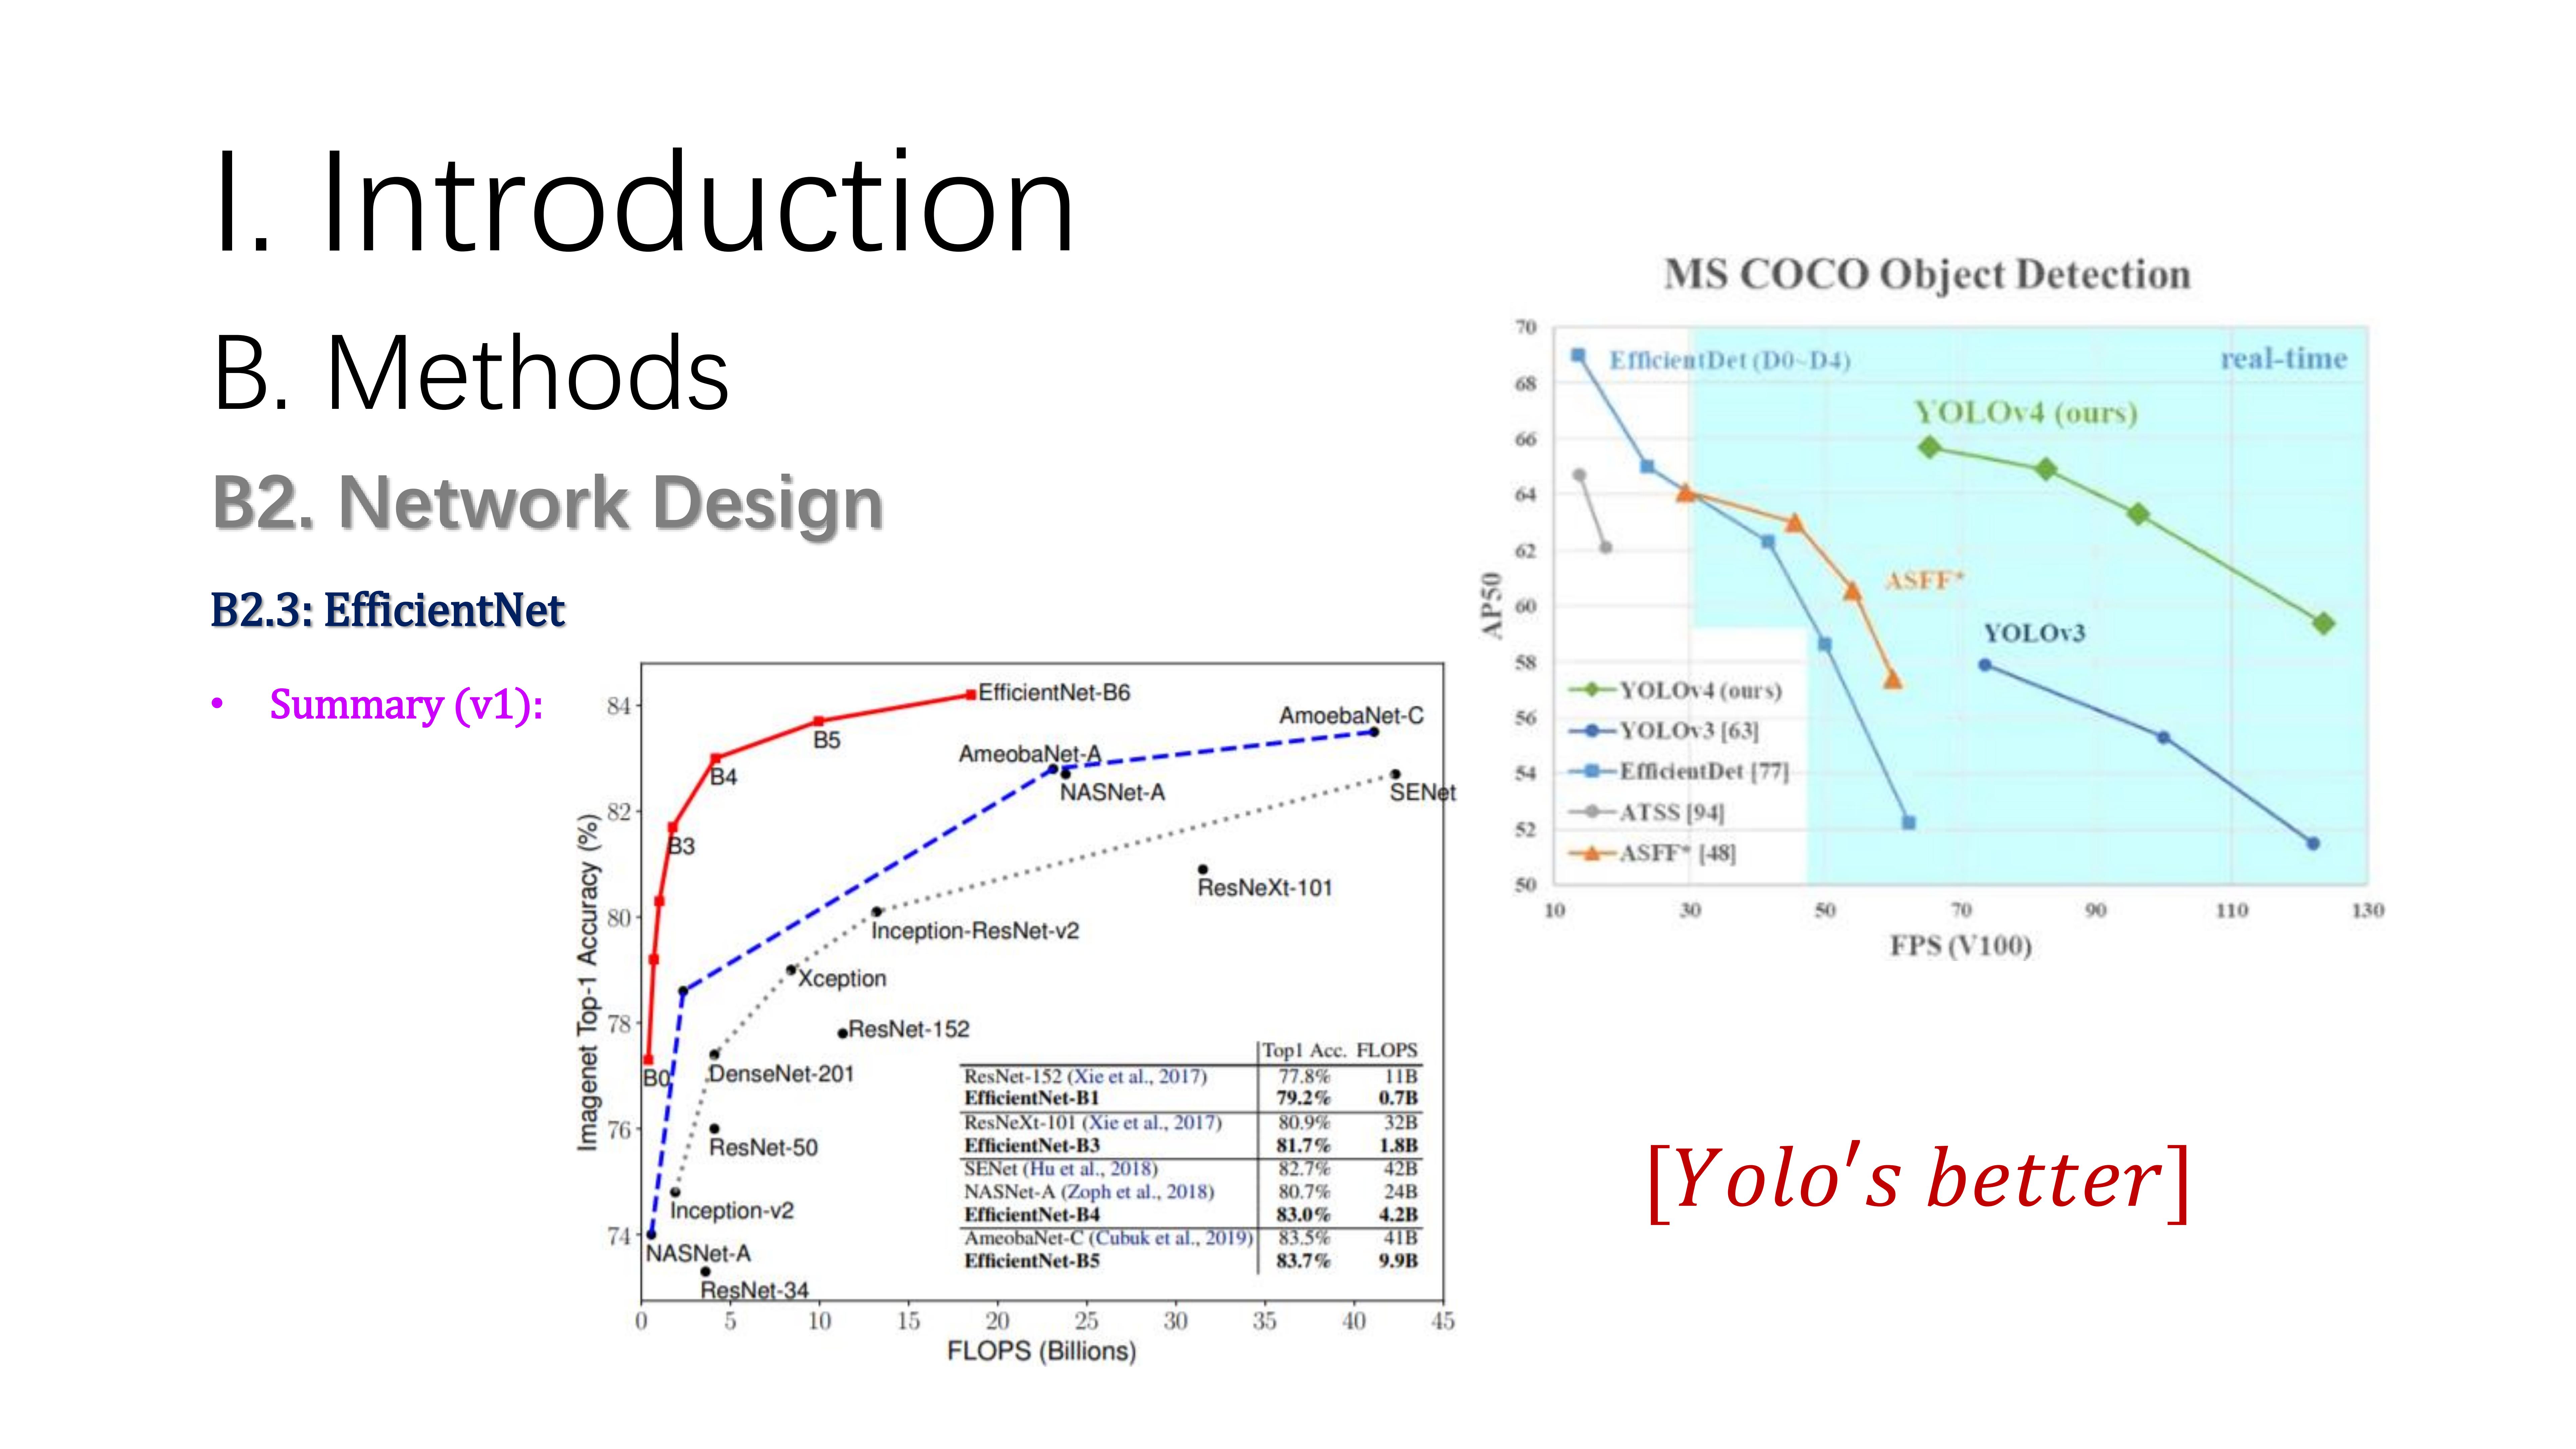 I. Introduction
B. Methods
B2. Network Design
B2.3: EfficientNet
• Summary (v1):
84
82
80
78
76
74
Imagenet Top-1 Accuracy (%)
EfficientNet-B6
B5
B4
B3
B0
AmoebaNet-C
AmeobaNet-A
NASNet-A
SENet
ResNeXt-101
Inception-ResNet-v2
Xception
ResNet-152
DenseNet-201
ResNet-50
Inception-v2
NASNet-A
ResNet-34
Top1 Acc. FLOPS
ResNet-152 (Xie et al., 2017) 77.8% 11B
EfficientNet-B1 79.2% 0.7B
ResNeXt-101 (Xie et al., 2017) 80.9% 32B
EfficientNet-B3 81.7% 1.8B
SENet (Hu et al., 2018) 82.7% 42B
NASNet-A (Zoph et al., 2018) 80.7% 24B
EfficientNet-B4 83.0% 4.2B
AmeobaNet-C (Cubuk et al., 2019) 83.5% 41B
EfficientNet-B5 83.7% 9.9B
0 5 10 15 20 25 30 35 40 45
FLOPS (Billions)
MS COCO Object Detection
70
68
66
64
62
60
58
56
54
52
50
AP50
EfficientDet (D0~D4)
real-time
YOLOv4 (ours)
ASFF*
YOLOv3
YOLOv4 (ours)
YOLOv3 [63]
EfficientDet [77]
ATSS [94]
ASFF* [48]
10 30 50 70 90 110 130
FPS (V100)
[Yolo′s better]